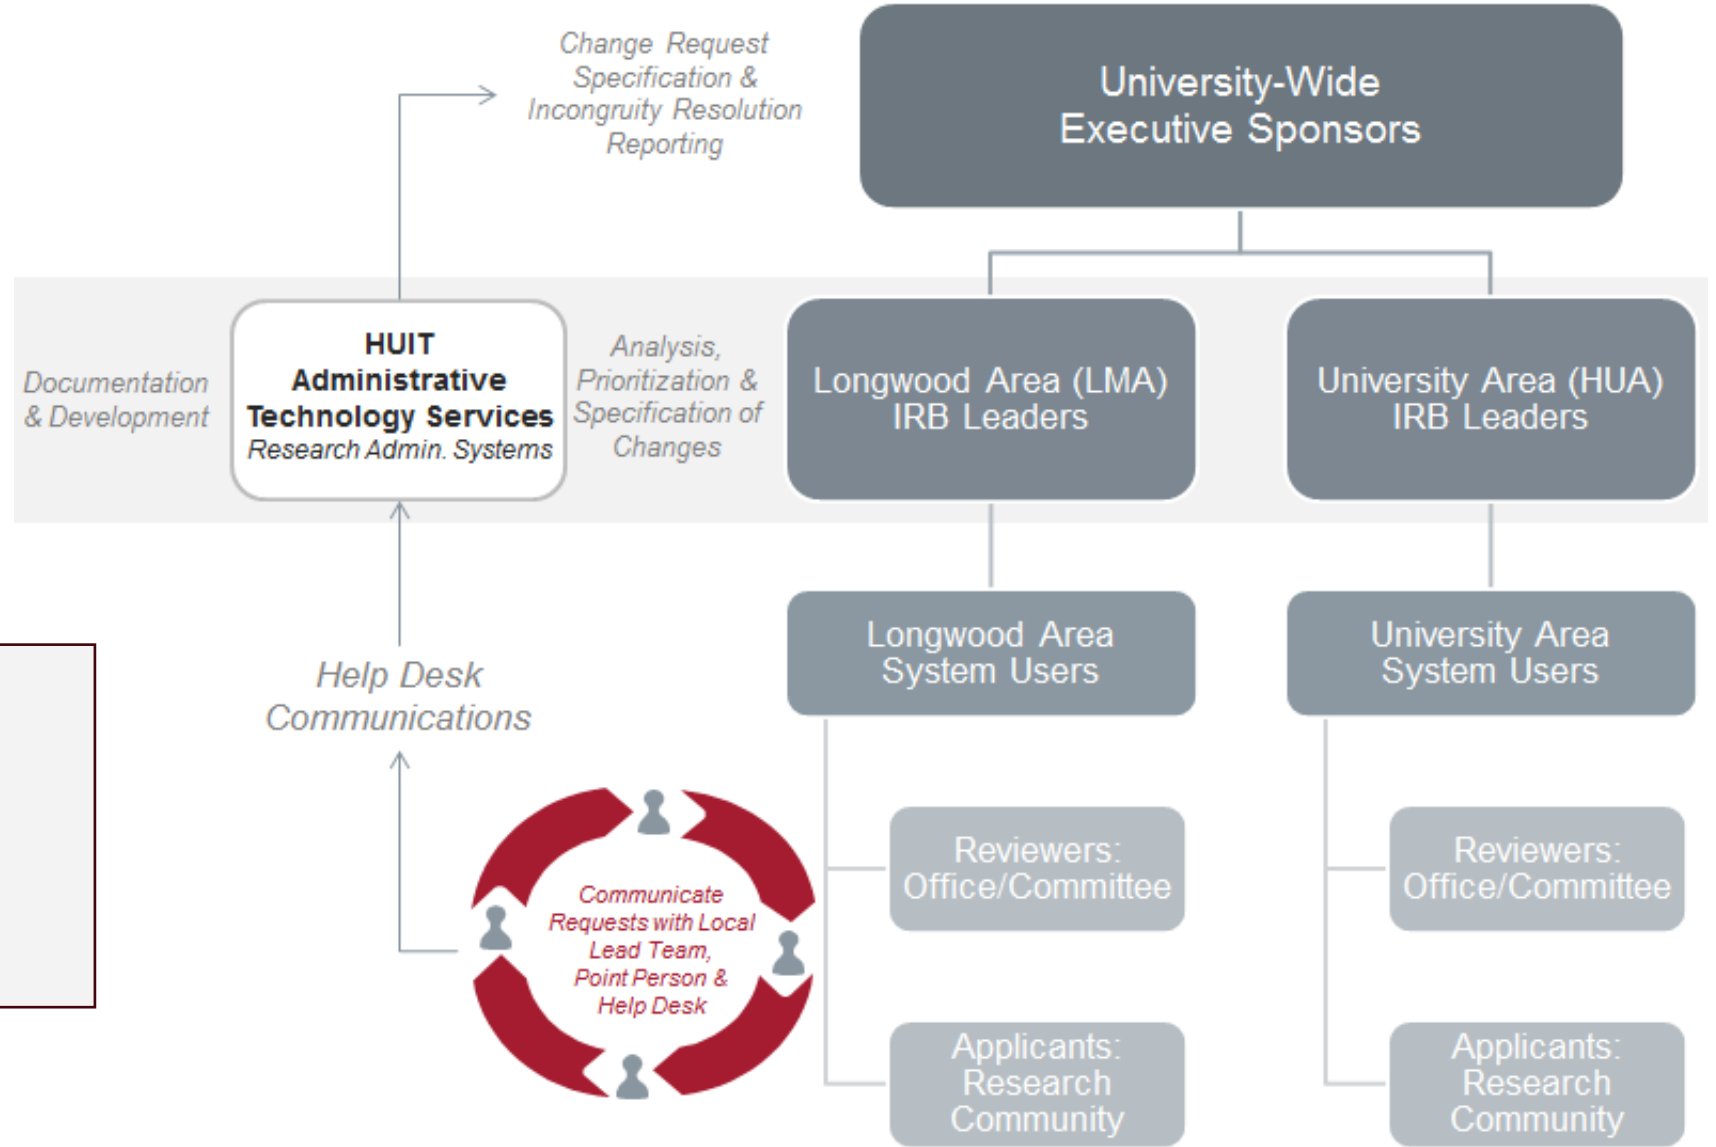 Change Request
Specification &
Incongruity Resolution
Reporting
University-Wide
Executive Sponsors
Documentation
& Development
HUIT
Administrative
Technology Services
Research Admin. Systems
Analysis,
Prioritization &
Specification of
Changes
Longwood Area (LMA)
IRB Leaders
University Area (HUA)
IRB Leaders
Help Desk
Communications
Longwood Area
System Users
University Area
System Users
Communicate
Requests with Local
Lead Team,
Point Person &
Help Desk
Reviewers:
Office/Committee
Reviewers:
Office/Committee
Applicants:
Research
Community
Applicants:
Research
Community